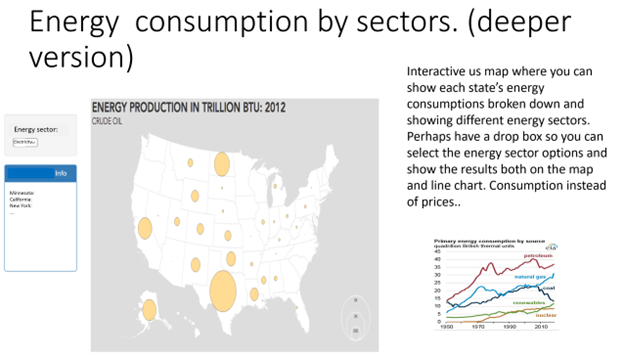 Energy  consumption by sectors. (deeper
version)
Interactive us map where you can
show each state's energy
consumptions broken down and
showing different energy sectors.
Perhaps have a drop box so you can
select the energy sector options and
show the results both on the map
and line chart. Consumption instead
of prices..
ENERGY PRODUCTION IN TRILLION BTU: 2012
CRUDE OIL
Energy sector:
Info
Minnesota:
California:
New York:
...
Primary energy consumption by source
quadrillion British thermal units
eia
45
40
35
30
25
20
15
10
5
0
petroleum
natural gas
coal
renewables
nuclear
1950 1970 1990 2010